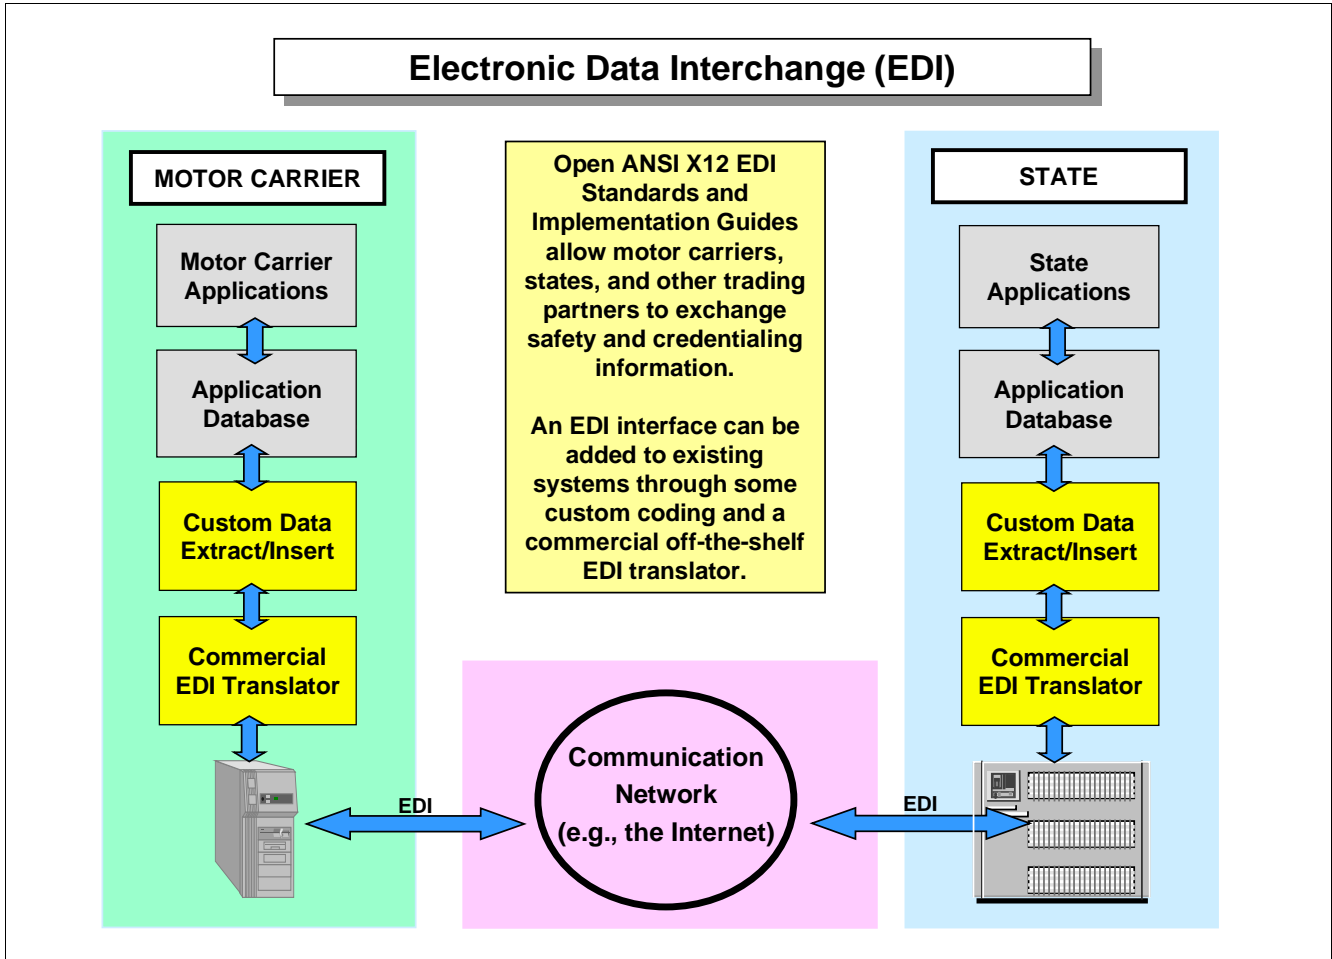 Electronic Data Interchange (EDI)
MOTOR CARRIER
Motor Carrier
Applications
Application
Database
Custom Data
Extract/Insert
Commercial
EDI Translator
Open ANSI X12 EDI
Standards and
Implementation Guides
allow motor carriers,
states, and other trading
partners to exchange
safety and credentialing
information.
An EDI interface can be
added to existing
systems through some
custom coding and a
commercial off-the-shelf
EDI translator.
STATE
State
Applications
Application
Database
Custom Data
Extract/Insert
Commercial
EDI Translator
EDI
Communication
Network
(e.g., the Internet)
EDI